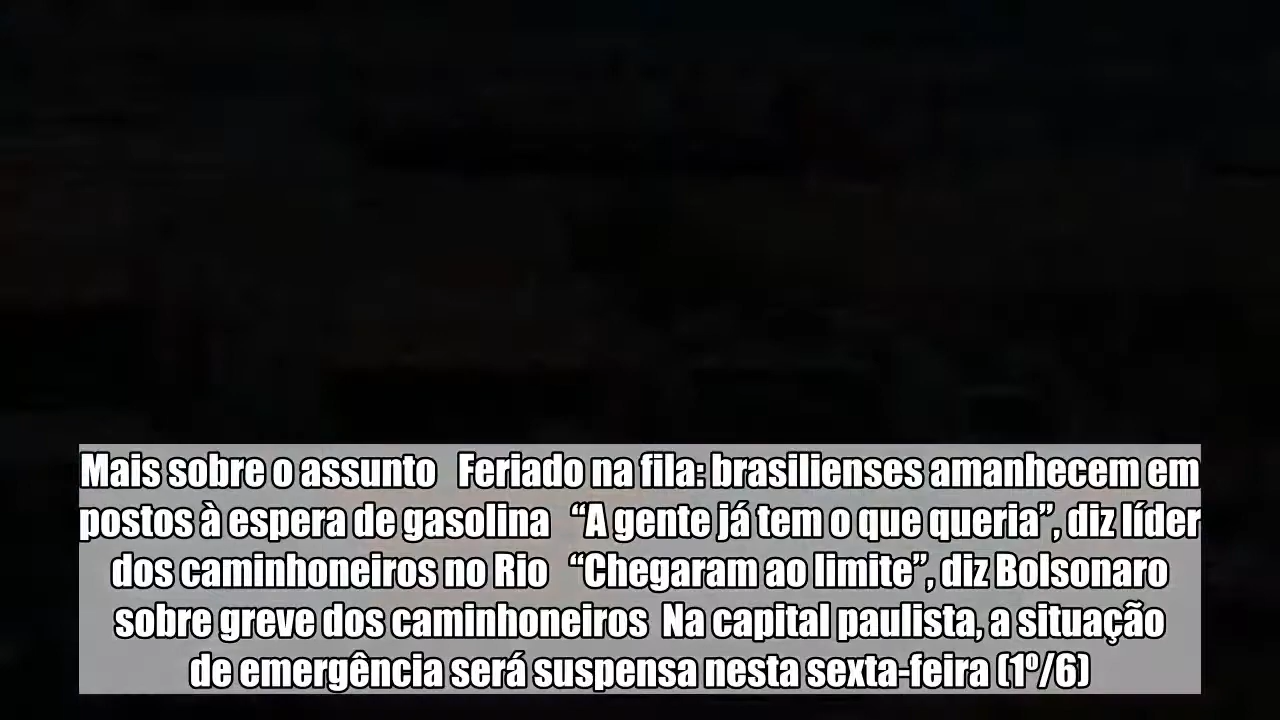 Mais sobre o assunto   Feriado na fila: brasilienses amanhecem em
postos à espera de gasolina   “A gente já tem o que queria”, diz líder
dos caminhoneiros no Rio   “Chegaram ao limite”, diz Bolsonaro
sobre greve dos caminhoneiros  Na capital paulista, a situação
de emergência será suspensa nesta sexta-feira (1º/6)